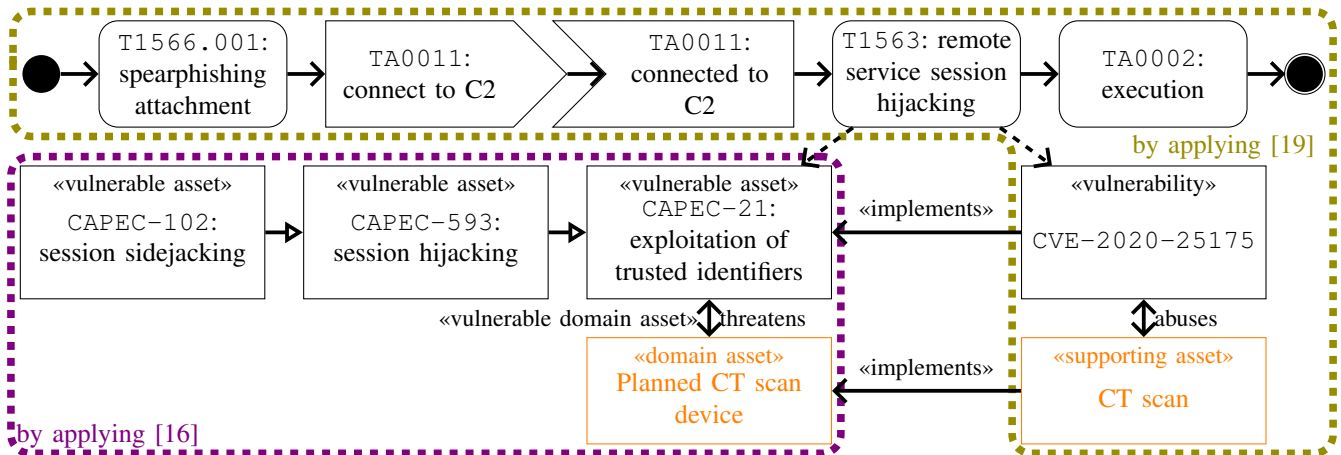 T1566.001:
spearphishing
attachment
TA0011:
connect to C2
TA0011:
connected to
C2
T1563: remote
service session
hijacking
TA0002:
execution
by applying [19]
«vulnerable asset»
CAPEC-102:
session sidejacking
«vulnerable asset»
CAPEC-593:
session hijacking
«vulnerable asset»
CAPEC-21:
exploitation of
trusted identifiers
«implements»
«vulnerability»
CVE-2020-25175
«vulnerable domain asset»
threatens
abuses
«domain asset»
Planned CT scan
device
«implements»
«supporting asset»
CT scan
by applying [16]